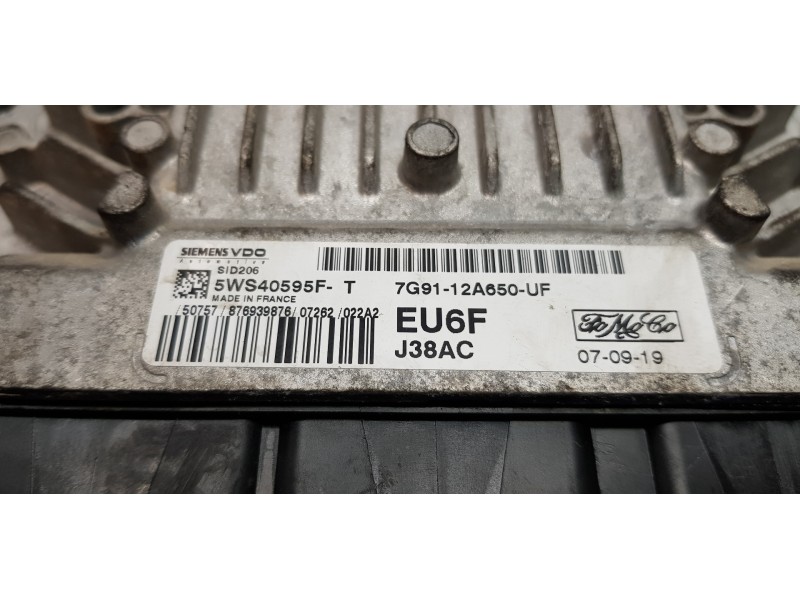 SIEMENS VDO
Automotive
SID206
5WS40595F- T
7G91-12A650-UF
MADE IN FRANCE
/50757/ 876939876/07262/022A2
EU6F
FoMoCo
J38AC
07-09-19